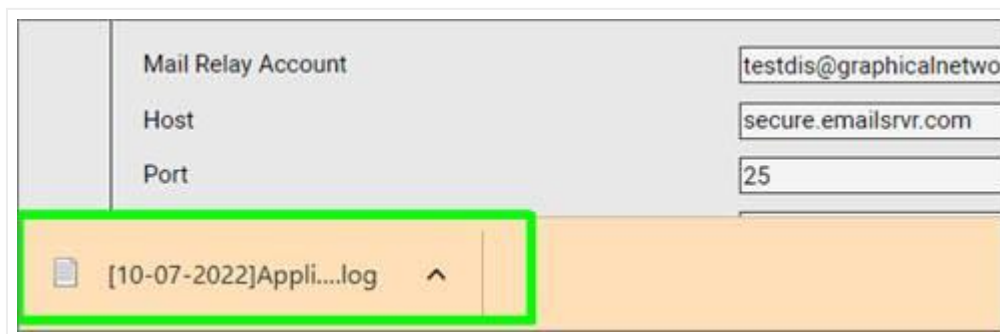 Mail Relay Account testdis@graphicalnetwo
Host secure.emailsrvr.com
Port 25
[10-07-2022]Appli....log